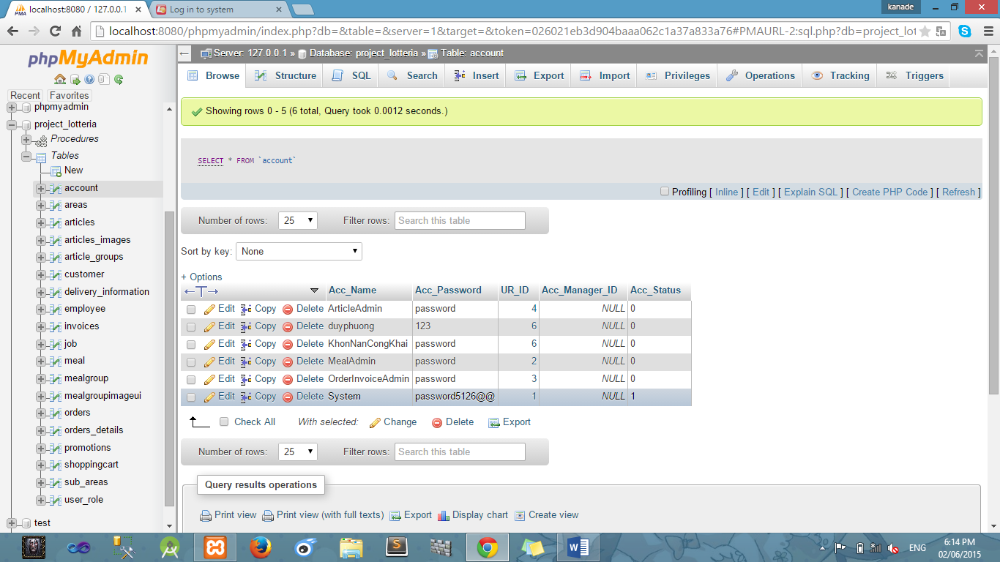 localhost:8080 / 127.0.0.1
Log in to system
kanade
localhost:8080/phpmyadmin/index.php?db=&table=&server=1&target=&token=026021eb3d904baaa062c1a37a833a76#PMAURL-2:sql.php?db=project_lot
phpMyAdmin
Recent
Favorites
phpmyadmin
project_lotteria
Procedures
Tables
New
account
areas
articles
articles_images
article_groups
customer
delivery_information
employee
invoices
job
meal
mealgroup
mealgroupimageui
orders
orders_details
promotions
shoppingcart
sub_areas
user_role
test
Server: 127.0.0.1 » Database: project_lotteria » Table: account
Browse Structure SQL Search Insert Export Import Privileges Operations Tracking Triggers
Showing rows 0 - 5 (6 total, Query took 0.0012 seconds.)
SELECT * FROM `account`
Profiling [ Inline ] [ Edit ] [ Explain SQL ] [ Create PHP Code ] [ Refresh ]
Number of rows: 25 Filter rows: Search this table
Sort by key: None
+ Options
←T→ Acc_Name Acc_Password UR_ID Acc_Manager_ID Acc_Status
Edit Copy Delete ArticleAdmin password 4 NULL 0
Edit Copy Delete duyphuong 123 6 NULL 0
Edit Copy Delete KhonNanCongKhai password 6 NULL 0
Edit Copy Delete MealAdmin password 2 NULL 0
Edit Copy Delete OrderInvoiceAdmin password 3 NULL 0
Edit Copy Delete System password5126@@ 1 NULL 1
Check All With selected: Change Delete Export
Number of rows: 25 Filter rows: Search this table
Query results operations
Print view Print view (with full texts) Export Display chart Create view
ENG
6:14 PM
02/06/2015